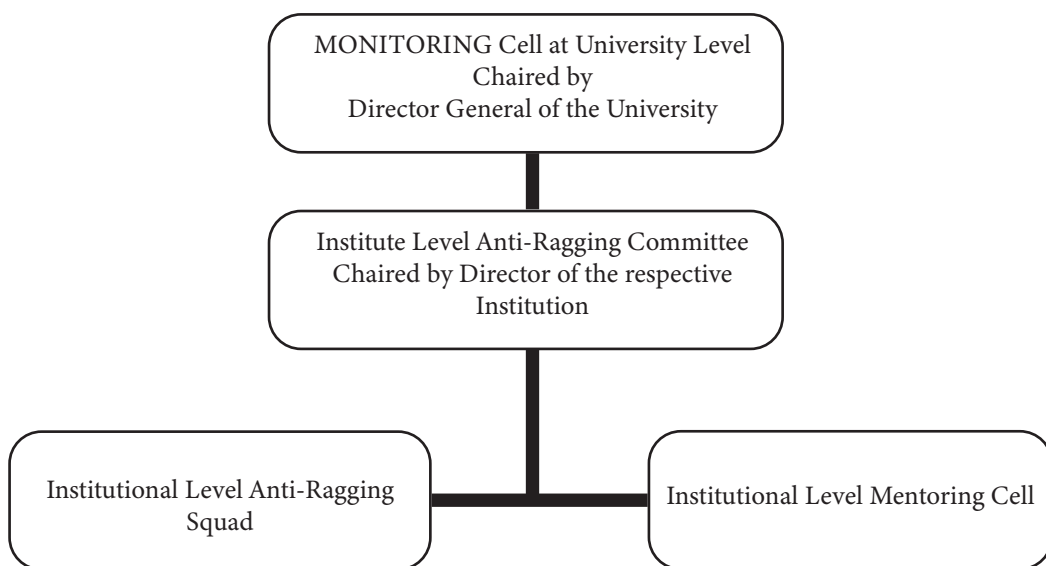 MONITORING Cell at University Level
Chaired by
Director General of the University
Institute Level Anti-Ragging Committee
Chaired by Director of the respective
Institution
Institutional Level Anti-Ragging
Squad
Institutional Level Mentoring Cell